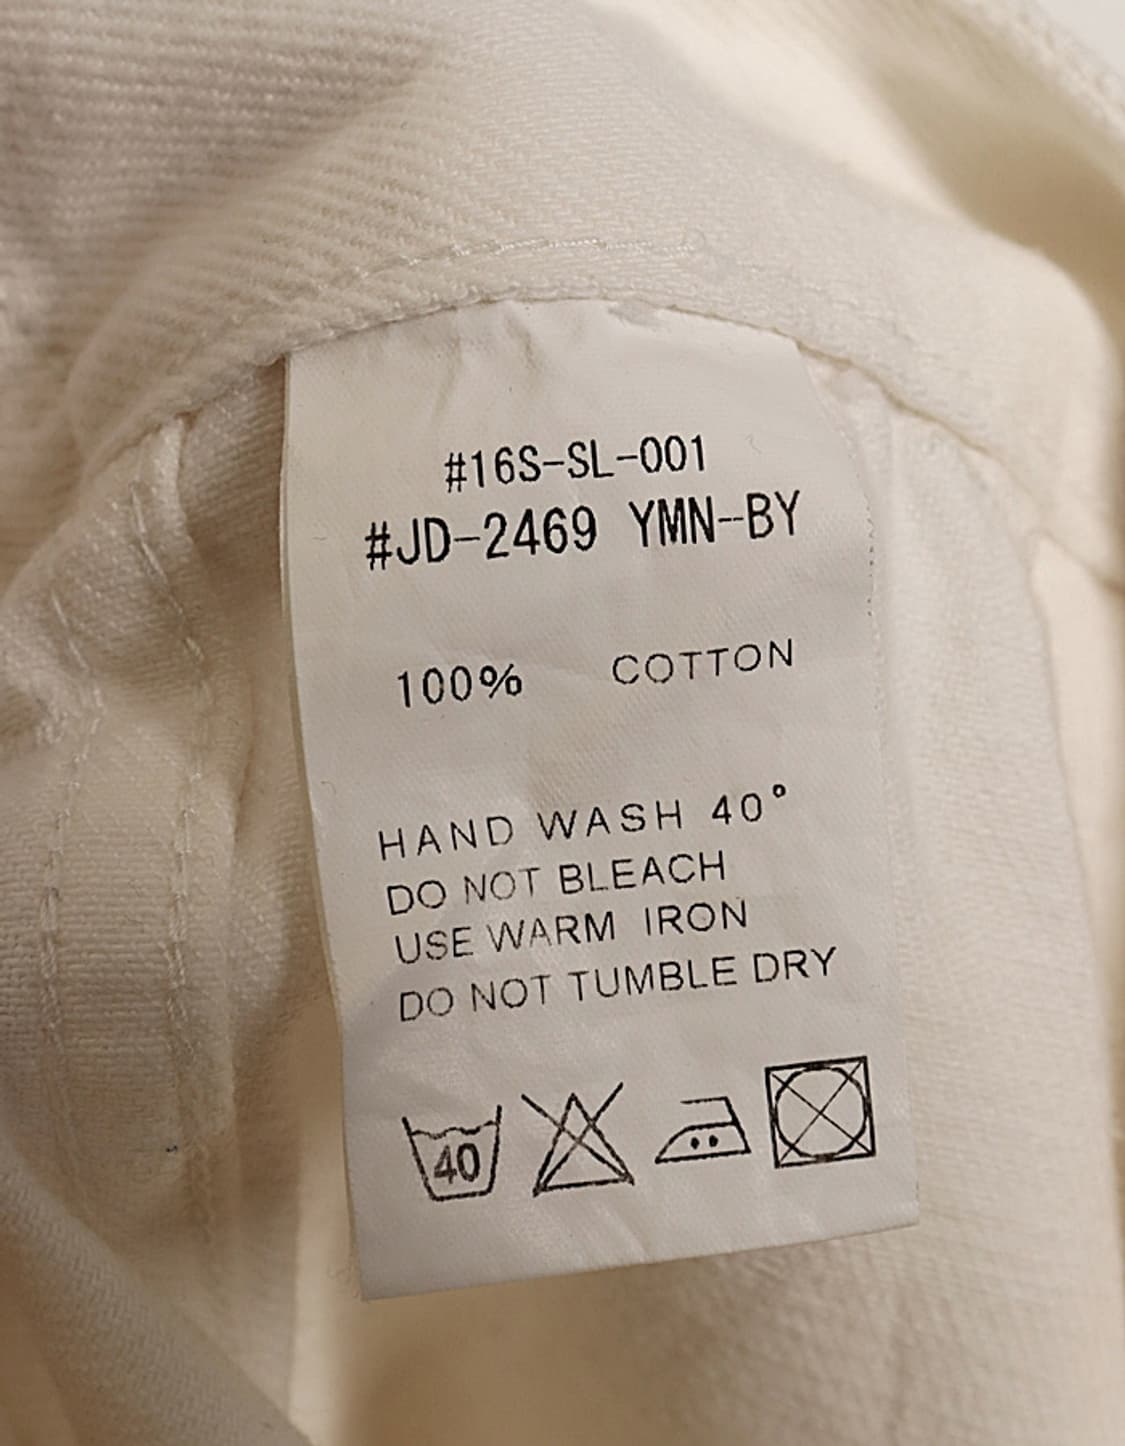 #16S-SL-001
#JD-2469 YMN--BY
100% COTTON
HAND WASH 40°
DO NOT BLEACH
USE WARM IRON
DO NOT TUMBLE DRY
40